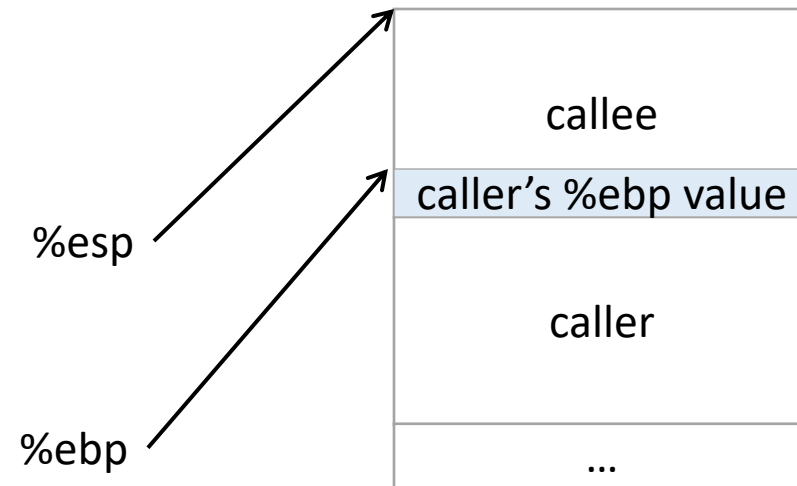 callee
caller’s %ebp value
%esp
caller
%ebp
…